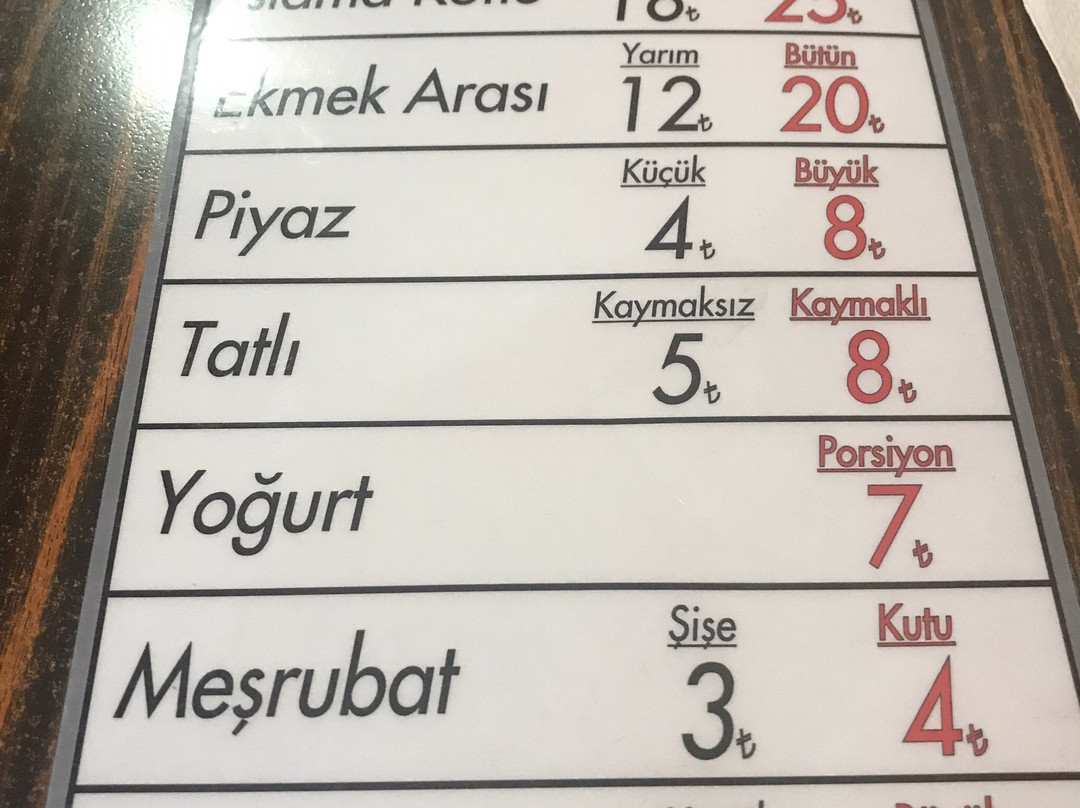 Yarım Bütün
Ekmek Arası 12₺ 20₺
Küçük Büyük
Piyaz 4₺ 8₺
Kaymaksız Kaymaklı
Tatlı 5₺ 8₺
Porsiyon
Yoğurt 7₺
Şişe Kutu
Meşrubat 3₺ 4₺